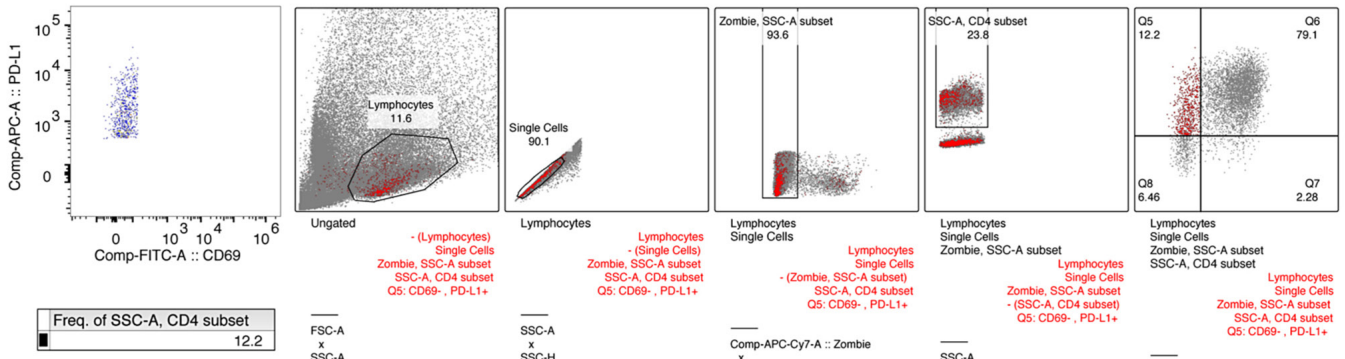 Comp-APC-A :: PD-L1
10^5
10^4
10^3
0
0
10^3
10^4
10^6
Comp-FITC-A :: CD69
Freq. of SSC-A, CD4 subset
12.2
Lymphocytes
11.6
Ungated
- (Lymphocytes)
Single Cells
Zombie, SSC-A subset
SSC-A, CD4 subset
Q5: CD69- , PD-L1+
FSC-A
x
SSC-A
Single Cells
90.1
Lymphocytes
Lymphocytes
- (Single Cells)
Zombie, SSC-A subset
SSC-A, CD4 subset
Q5: CD69- , PD-L1+
SSC-A
x
SSC-H
Zombie, SSC-A subset
93.6
Lymphocytes
Single Cells
Lymphocytes
Single Cells
- (Zombie, SSC-A subset)
SSC-A, CD4 subset
Q5: CD69- , PD-L1+
Comp-APC-Cy7-A :: Zombie
x
SSC-A, CD4 subset
23.8
Lymphocytes
Single Cells
Zombie, SSC-A subset
Lymphocytes
Single Cells
Zombie, SSC-A subset
- (SSC-A, CD4 subset)
Q5: CD69- , PD-L1+
SSC-A
Q5
12.2
Q6
79.1
Q8
6.46
Q7
2.28
Lymphocytes
Single Cells
Zombie, SSC-A subset
SSC-A, CD4 subset
Lymphocytes
Single Cells
Zombie, SSC-A subset
SSC-A, CD4 subset
Q5: CD69- , PD-L1+